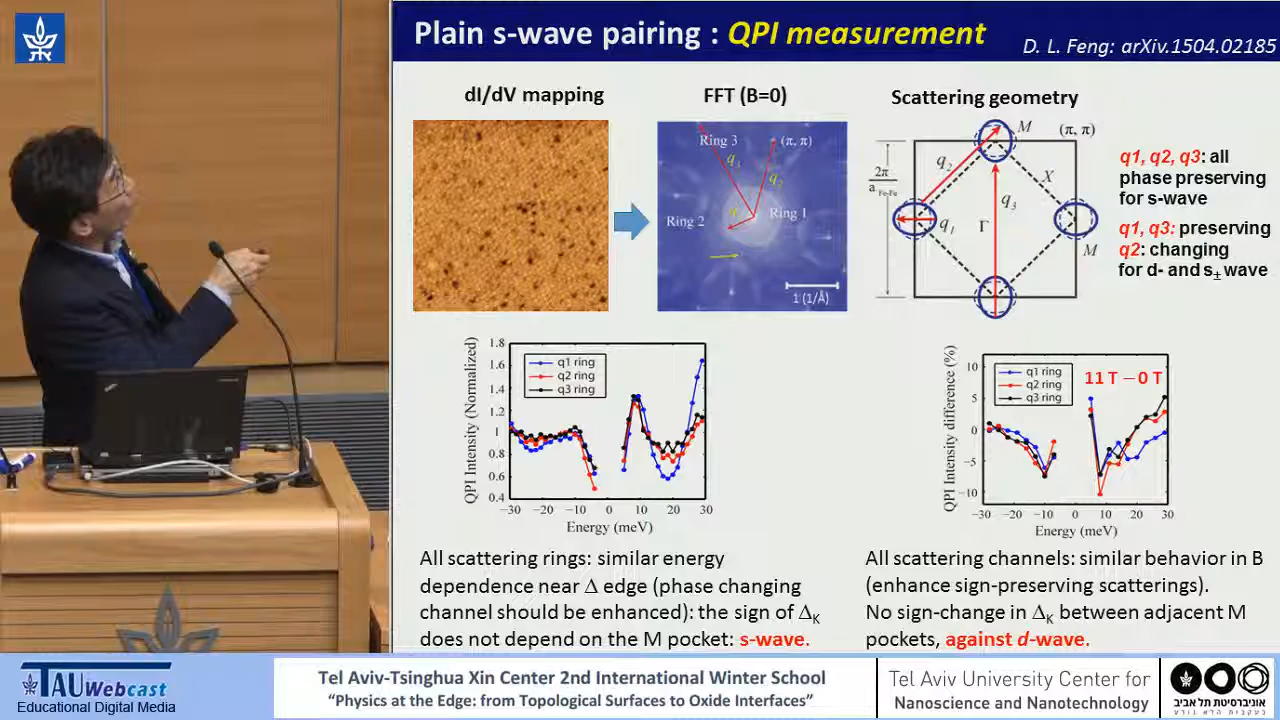 Plain s-wave pairing : QPI measurement
D. L. Feng: arXiv.1504.02185
dI/dV mapping
FFT (B=0)
Scattering geometry
Ring 3
(π, π)
q3
q2
Ring 2
Ring 1
1 (1/Å)
M
(π, π)
q2
X
2π
a Fe-Fe
q3
q1
Γ
M
q1, q2, q3: all
phase preserving
for s-wave
q1, q3: preserving
q2: changing
for d- and s± wave
QPI Intensity (Normalized)
1.8
1.6
1.4
1.2
1
0.8
0.6
0.4
q1 ring
q2 ring
q3 ring
−30 −20 −10 0 10 20 30
Energy (meV)
QPI Intensity difference (%)
10
5
0
−5
−10
q1 ring
q2 ring
q3 ring
11 T − 0 T
−30 −20 −10 0 10 20 30
Energy (meV)
All scattering rings: similar energy
dependence near Δ edge (phase changing
channel should be enhanced): the sign of ΔK
does not depend on the M pocket: s-wave.
All scattering channels: similar behavior in B
(enhance sign-preserving scatterings).
No sign-change in ΔK between adjacent M
pockets, against d-wave.
TAU Webcast
Educational Digital Media
Tel Aviv-Tsinghua Xin Center 2nd International Winter School
“Physics at the Edge: from Topological Surfaces to Oxide Interfaces”
Tel Aviv University Center for
Nanoscience and Nanotechnology
אוניברסיטת תל אביב